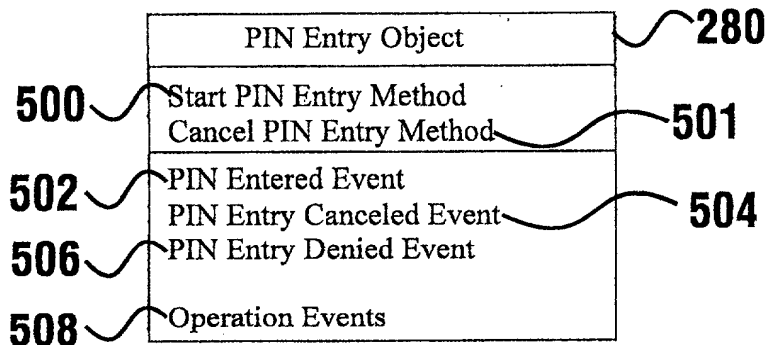 PIN Entry Object 280
500 Start PIN Entry Method
Cancel PIN Entry Method 501
502 PIN Entered Event
PIN Entry Canceled Event 504
506 PIN Entry Denied Event
508 Operation Events